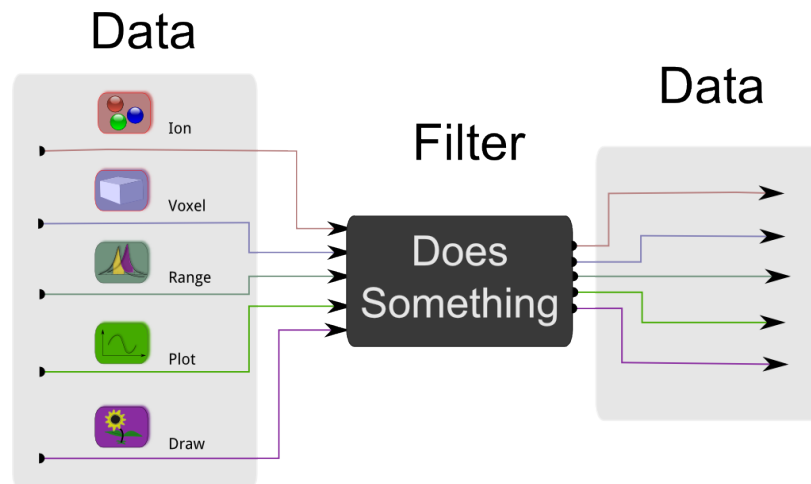 Data
Ion
Voxel
Range
Plot
Draw
Filter
Does
Something
Data